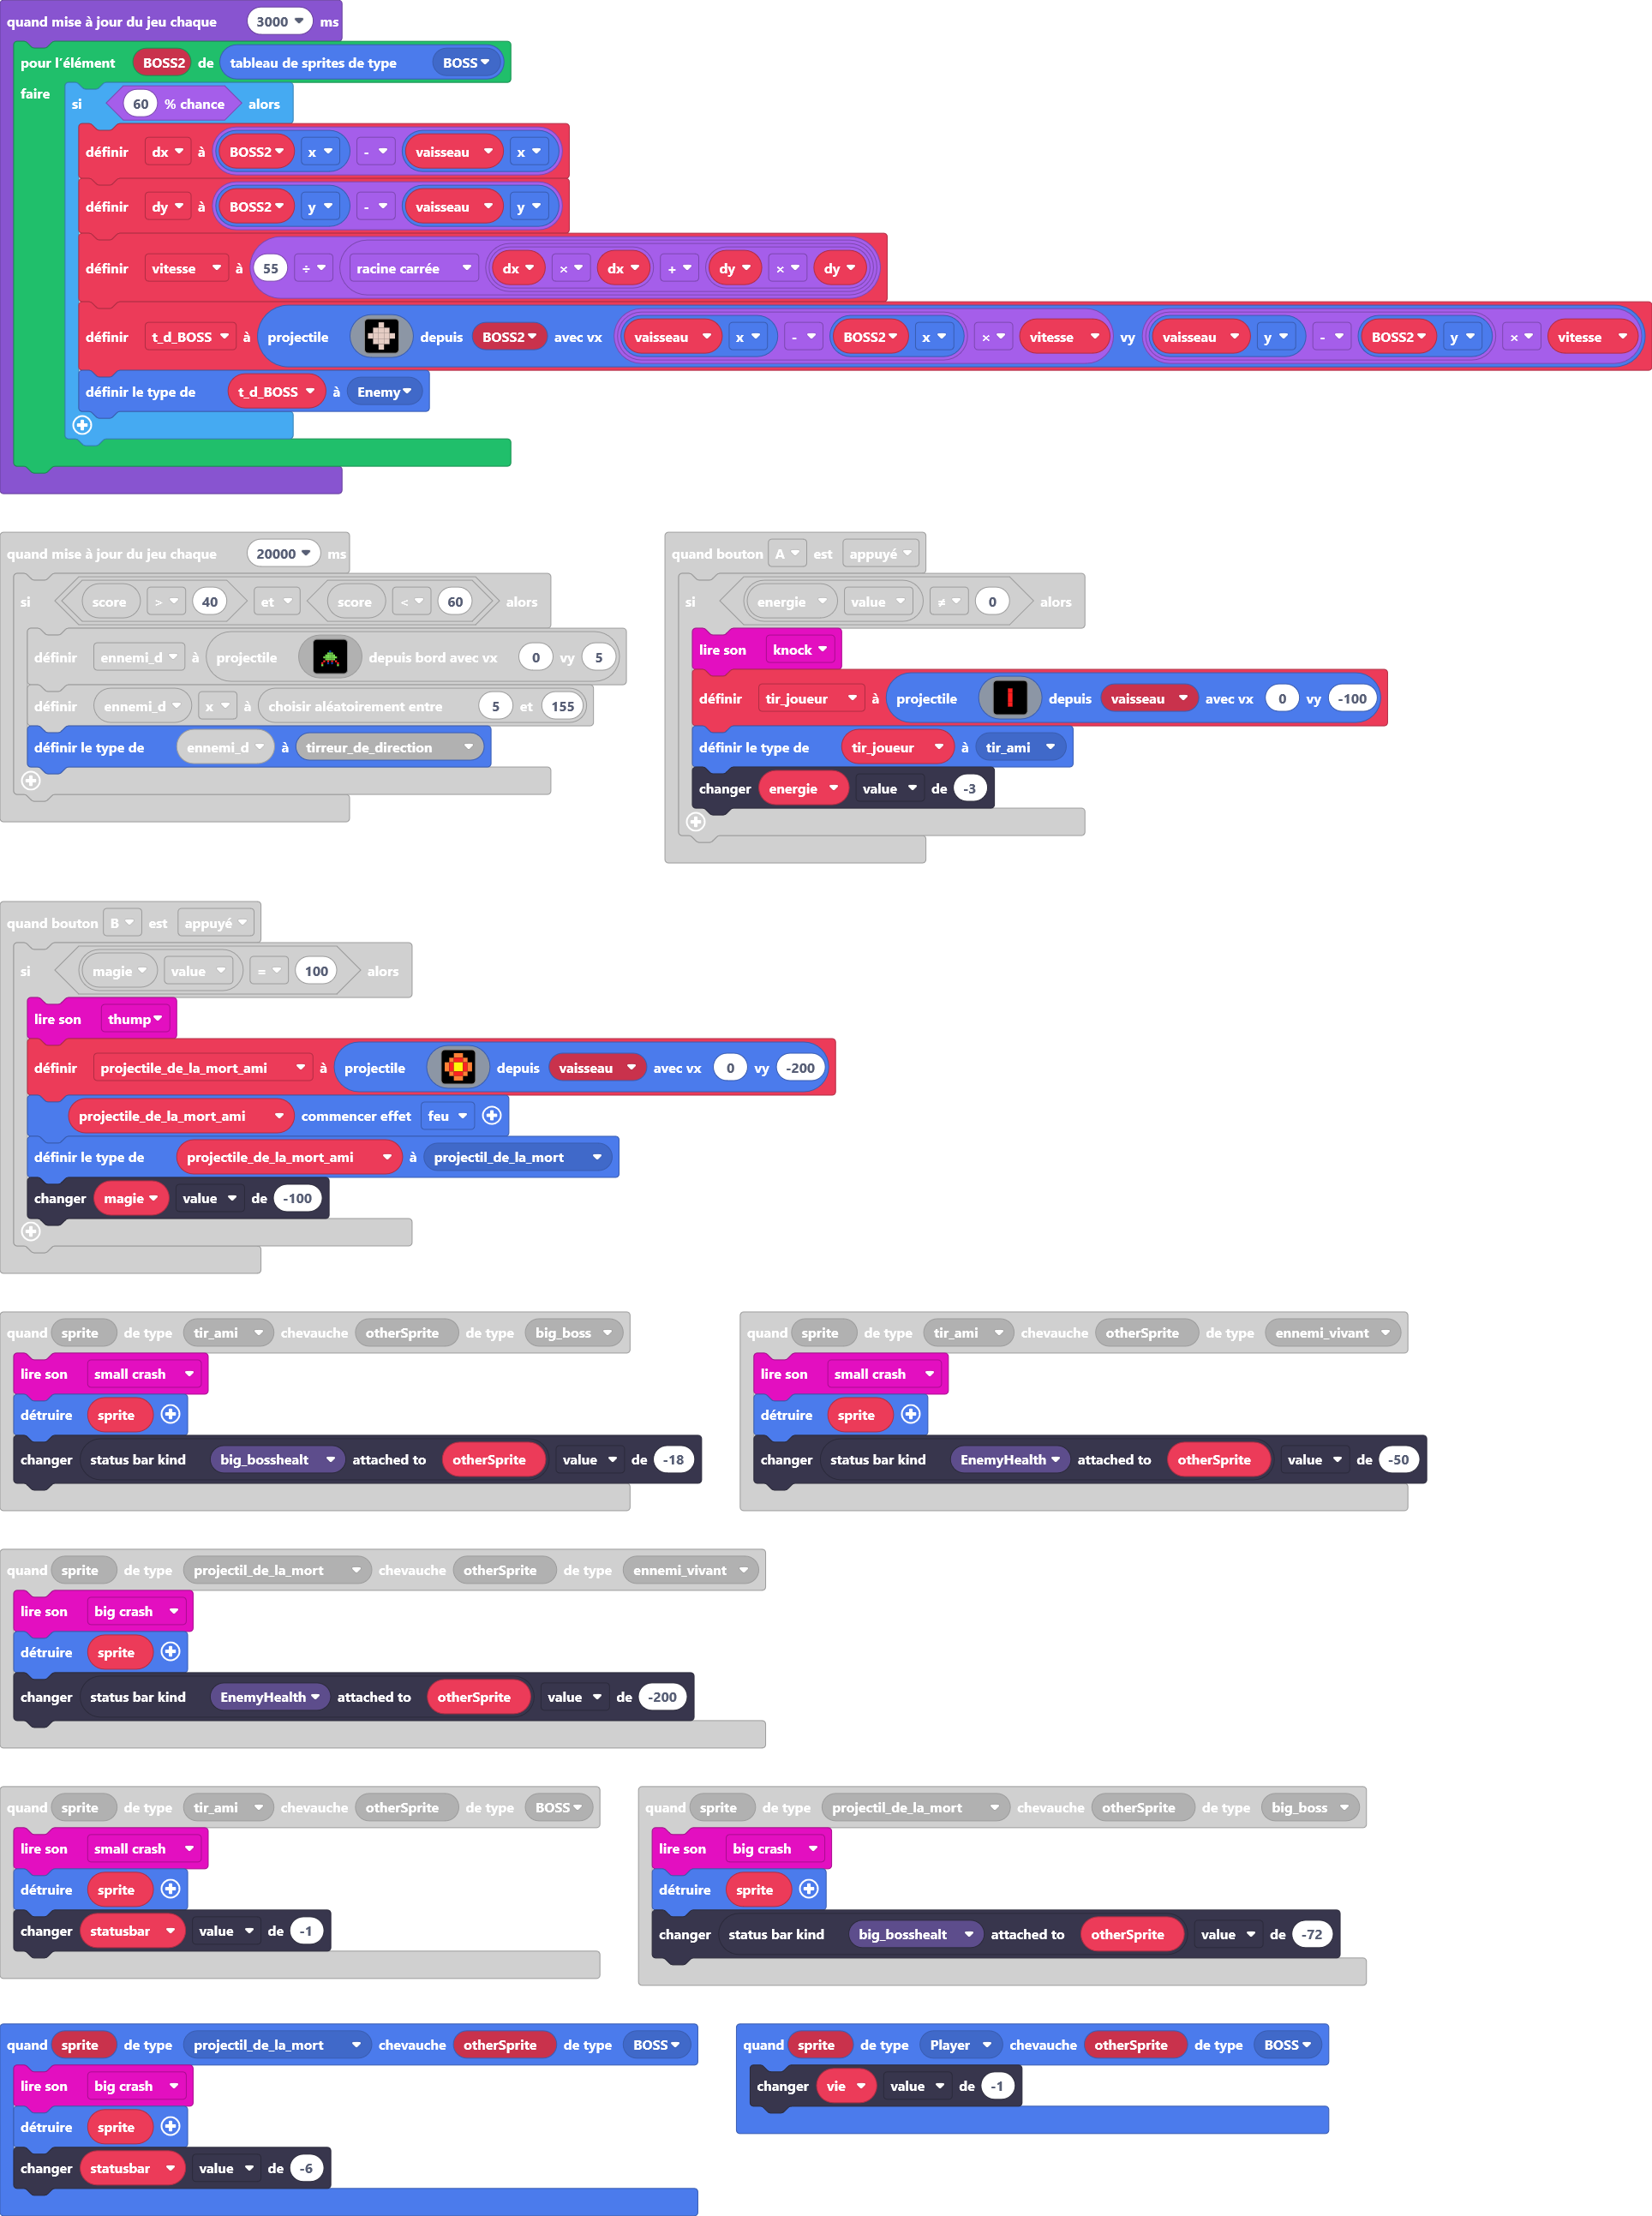 quand mise à jour du jeu chaque 3000 ms
pour l'élément BOSS2 de tableau de sprites de type BOSS
faire si 60 % chance alors
définir dx à BOSS2 x - vaisseau x
définir dy à BOSS2 y - vaisseau y
définir vitesse à 55 ÷ racine carrée dx × dx + dy × dy
définir t_d_BOSS à projectile depuis BOSS2 avec vx vaisseau x - BOSS2 x × vitesse vy vaisseau y - BOSS2 y × vitesse
définir le type de t_d_BOSS à Enemy
quand mise à jour du jeu chaque 20000 ms
si score > 40 et score < 60 alors
définir ennemi_d à projectile depuis bord avec vx 0 vy 5
définir ennemi_d x à choisir aléatoirement entre 5 et 155
définir le type de ennemi_d à tirreur_de_direction
quand bouton A est appuyé
si energie value ≠ 0 alors
lire son knock
définir tir_joueur à projectile depuis vaisseau avec vx 0 vy -100
définir le type de tir_joueur à tir_ami
changer energie value de -3
quand bouton B est appuyé
si magie value = 100 alors
lire son thump
définir projectile_de_la_mort_ami à projectile depuis vaisseau avec vx 0 vy -200
projectile_de_la_mort_ami commencer effet feu
définir le type de projectile_de_la_mort_ami à projectil_de_la_mort
changer magie value de -100
quand sprite de type tir_ami chevauche otherSprite de type big_boss
lire son small crash
détruire sprite
changer status bar kind big_bosshealt attached to otherSprite value de -18
quand sprite de type tir_ami chevauche otherSprite de type ennemi_vivant
lire son small crash
détruire sprite
changer status bar kind EnemyHealth attached to otherSprite value de -50
quand sprite de type projectil_de_la_mort chevauche otherSprite de type ennemi_vivant
lire son big crash
détruire sprite
changer status bar kind EnemyHealth attached to otherSprite value de -200
quand sprite de type tir_ami chevauche otherSprite de type BOSS
lire son small crash
détruire sprite
changer statusbar value de -1
quand sprite de type projectil_de_la_mort chevauche otherSprite de type big_boss
lire son big crash
détruire sprite
changer status bar kind big_bosshealt attached to otherSprite value de -72
quand sprite de type projectil_de_la_mort chevauche otherSprite de type BOSS
lire son big crash
détruire sprite
changer statusbar value de -6
quand sprite de type Player chevauche otherSprite de type BOSS
changer vie value de -1